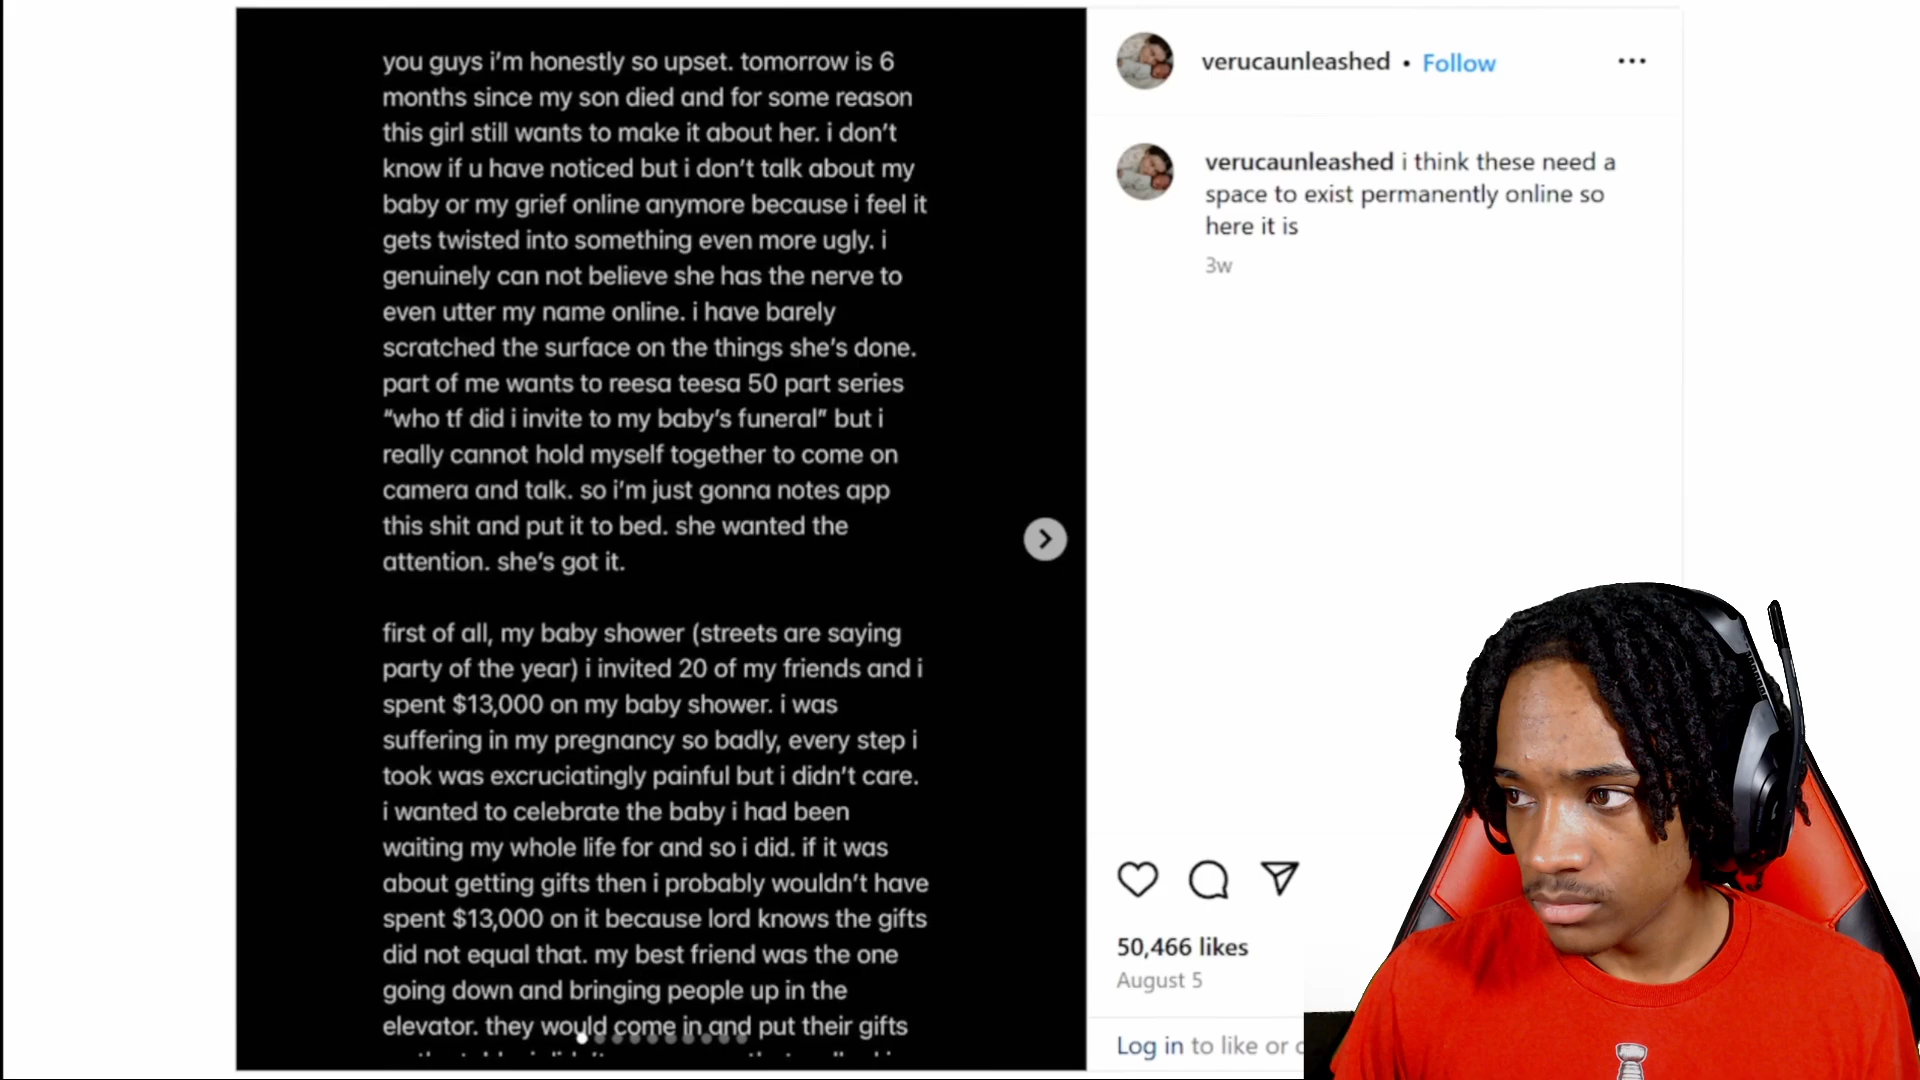 you guys i'm honestly so upset. tomorrow is 6
months since my son died and for some reason
this girl still wants to make it about her. i don't
know if u have noticed but i don't talk about my
baby or my grief online anymore because i feel it
gets twisted into something even more ugly. i
genuinely can not believe she has the nerve to
even utter my name online. i have barely
scratched the surface on the things she's done.
part of me wants to reesa teesa 50 part series
“who tf did i invite to my baby's funeral” but i
really cannot hold myself together to come on
camera and talk. so i'm just gonna notes app
this shit and put it to bed. she wanted the
attention. she's got it.
first of all, my baby shower (streets are saying
party of the year) i invited 20 of my friends and i
spent $13,000 on my baby shower. i was
suffering in my pregnancy so badly, every step i
took was excruciatingly painful but i didn't care.
i wanted to celebrate the baby i had been
waiting my whole life for and so i did. if it was
about getting gifts then i probably wouldn't have
spent $13,000 on it because lord knows the gifts
did not equal that. my best friend was the one
going down and bringing people up in the
elevator. they would come in and put their gifts
verucaunleashed • Follow
verucaunleashed i think these need a
space to exist permanently online so
here it is
3w
50,466 likes
August 5
Log in to like or